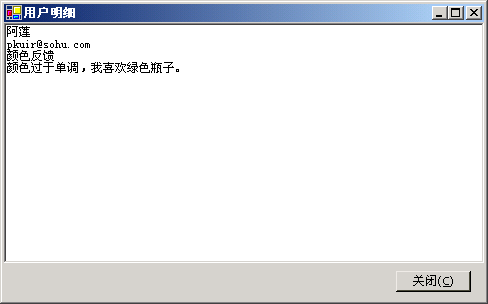 用户明细
阿莲
pkuir@sohu.com
颜色反馈
颜色过于单调，我喜欢绿色瓶子。
关闭(C)